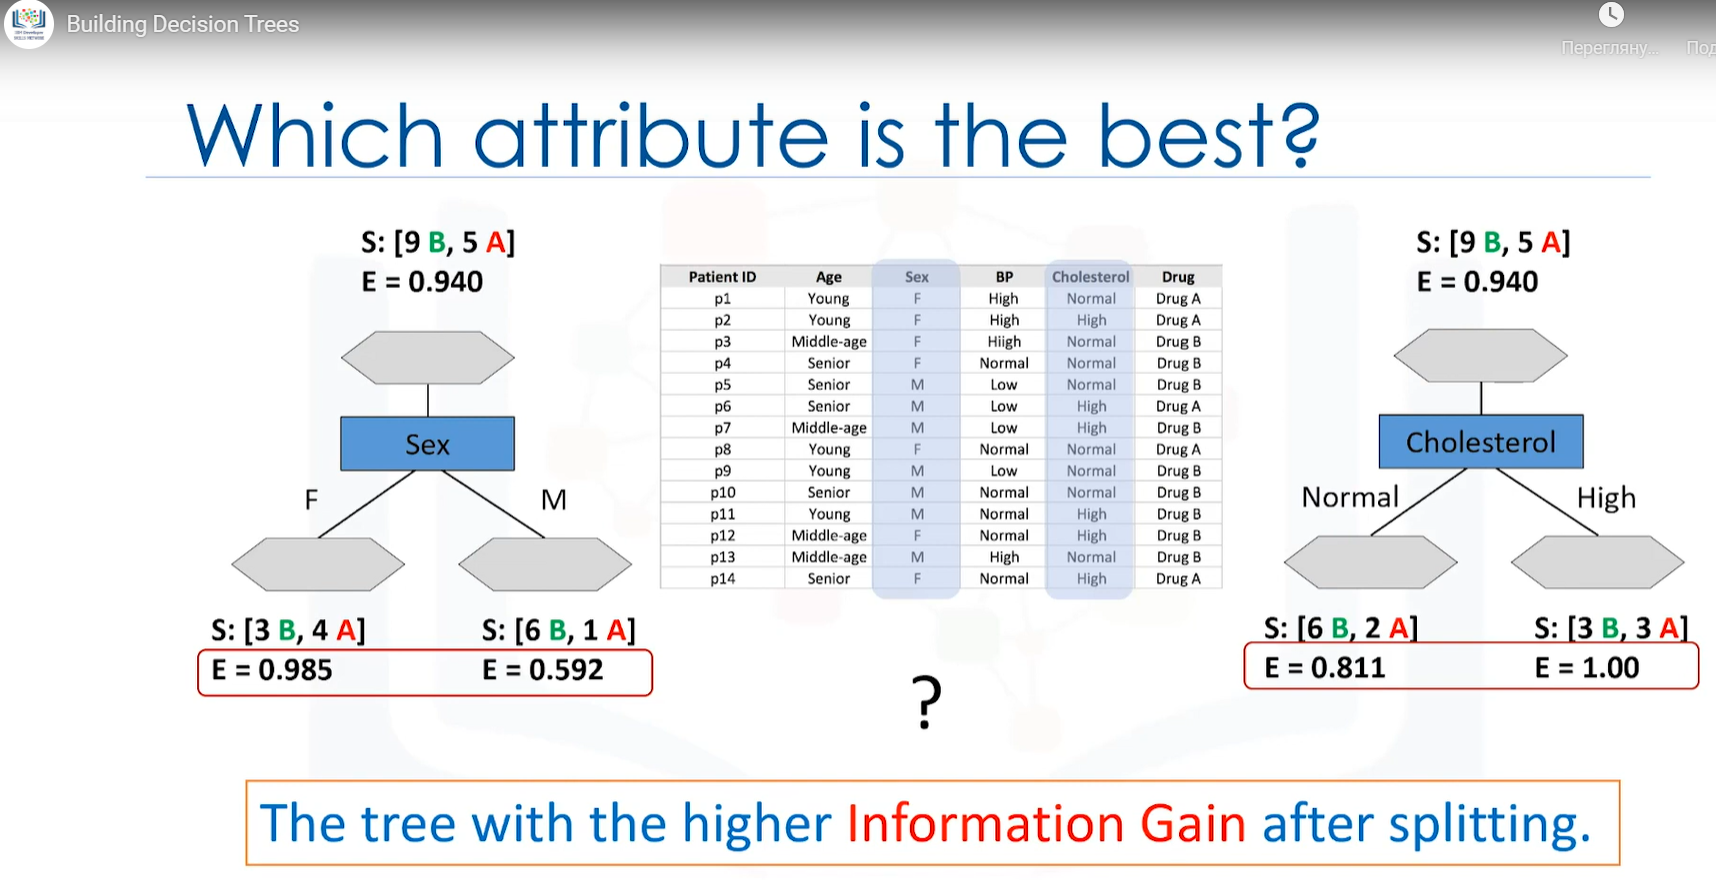 Building Decision Trees
Перегляну...
Под
Which attribute is the best?
S: [9 B, 5 A]
E = 0.940
Sex
F
M
S: [3 B, 4 A]
S: [6 B, 1 A]
E = 0.985
E = 0.592
Patient ID Age Sex BP Cholesterol Drug
p1 Young F High Normal Drug A
p2 Young F High High Drug A
p3 Middle-age F Hiigh Normal Drug B
p4 Senior F Normal Normal Drug B
p5 Senior M Low Normal Drug B
p6 Senior M Low High Drug A
p7 Middle-age M Low High Drug B
p8 Young F Normal Normal Drug A
p9 Young M Low Normal Drug B
p10 Senior M Normal Normal Drug B
p11 Young M Normal High Drug B
p12 Middle-age F Normal High Drug B
p13 Middle-age M High Normal Drug B
p14 Senior F Normal High Drug A
?
S: [9 B, 5 A]
E = 0.940
Cholesterol
Normal
High
S: [6 B, 2 A]
S: [3 B, 3 A]
E = 0.811
E = 1.00
The tree with the higher Information Gain after splitting.